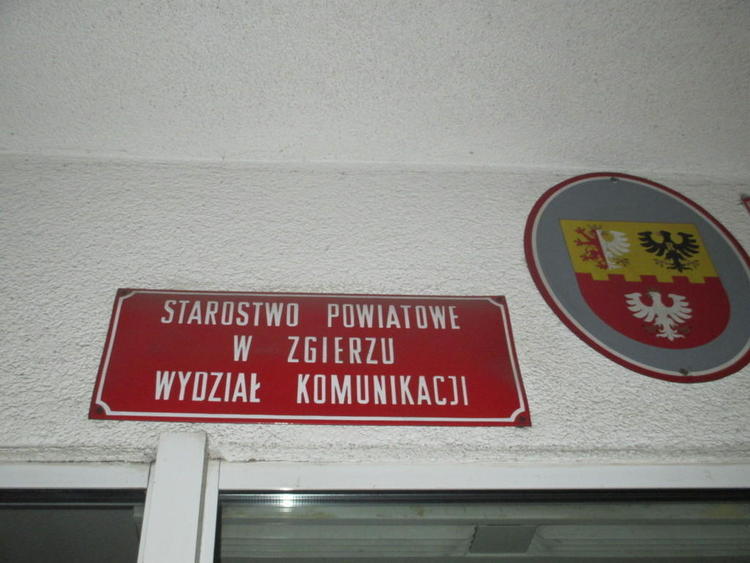 STAROSTWO POWIATOWE
W ZGIERZU
WYDZIAŁ KOMUNIKACJI